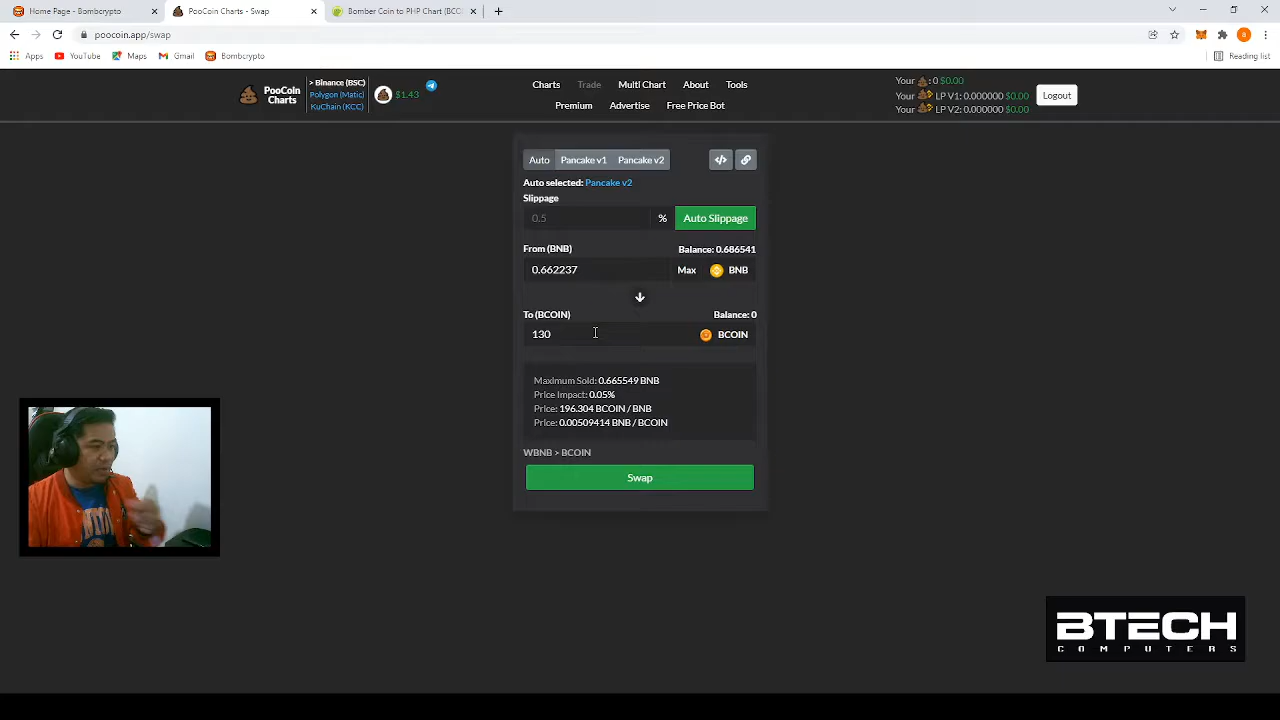 Home Page - Bombcrypto
PooCoin Charts - Swap
Bomber Coin to PHP Chart (BCC
poocoin.app/swap
a
Apps
YouTube
Maps
Gmail
Bombcrypto
Reading list
PooCoin
Charts
> Binance (BSC)
Polygon (Matic)
KuChain (KCC)
$1.43
Charts
Trade
Multi Chart
About
Tools
Premium
Advertise
Free Price Bot
Your : 0 $0.00
Your LP V1: 0.000000 $0.00
Your LP V2: 0.000000 $0.00
Logout
Auto
Pancake v1
Pancake v2
Auto selected: Pancake v2
Slippage
0.5
%
Auto Slippage
From (BNB)
Balance: 0.686541
0.662237
Max
BNB
To (BCOIN)
Balance: 0
130
BCOIN
Maximum Sold: 0.665549 BNB
Price Impact: 0.05%
Price: 196.304 BCOIN / BNB
Price: 0.00509414 BNB / BCOIN
WBNB > BCOIN
Swap
BTECH
COMPUTERS